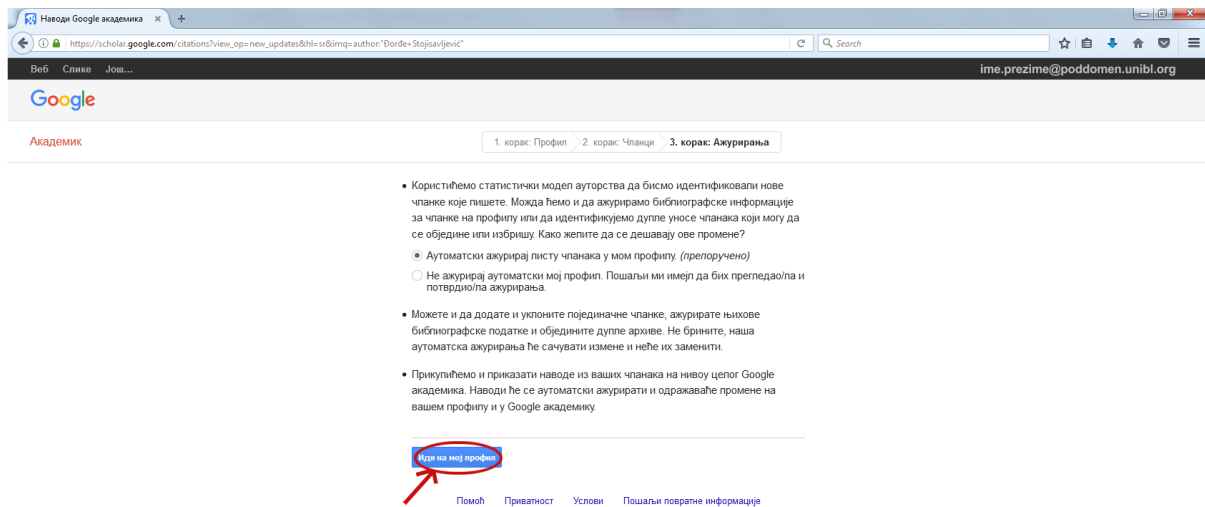 Наводи Google академика
https://scholar.google.com/citations?view_op=new_updates&hl=sr&imq=author:"Đorđe+Stojisavljević"
Search
Веб Слике Још...
ime.prezime@poddomen.unibl.org
Google
Академик
1. корак: Профил 2. корак: Чланци 3. корак: Ажурирања
Користићемо статистички модел ауторства да бисмо идентификовали нове
чланке које пишете. Можда ћемо и да ажурирамо библиографске информације
за чланке на профилу или да идентификујемо дупле уносе чланака који могу да
се обједине или избришу. Како желите да се дешавају ове промене?
Аутоматски ажурирај листу чланака у мом профилу. (препоручено)
Не ажурирај аутоматски мој профил. Пошаљи ми имејл да бих прегледао/ла и
потврдио/ла ажурирања.
Можете и да додате и уклоните појединачне чланке, ажурирате њихове
библиографске податке и обједините дупле архиве. Не брините, наша
аутоматска ажурирања ће сачувати измене и неће их заменити.
Прикупићемо и приказати наводе из ваших чланака на нивоу целог Google
академика. Наводи ће се аутоматски ажурирати и одражаваће промене на
вашем профилу и у Google академику.
Иди на мој профил
Помоћ Приватност Услови Пошаљи повратне информације